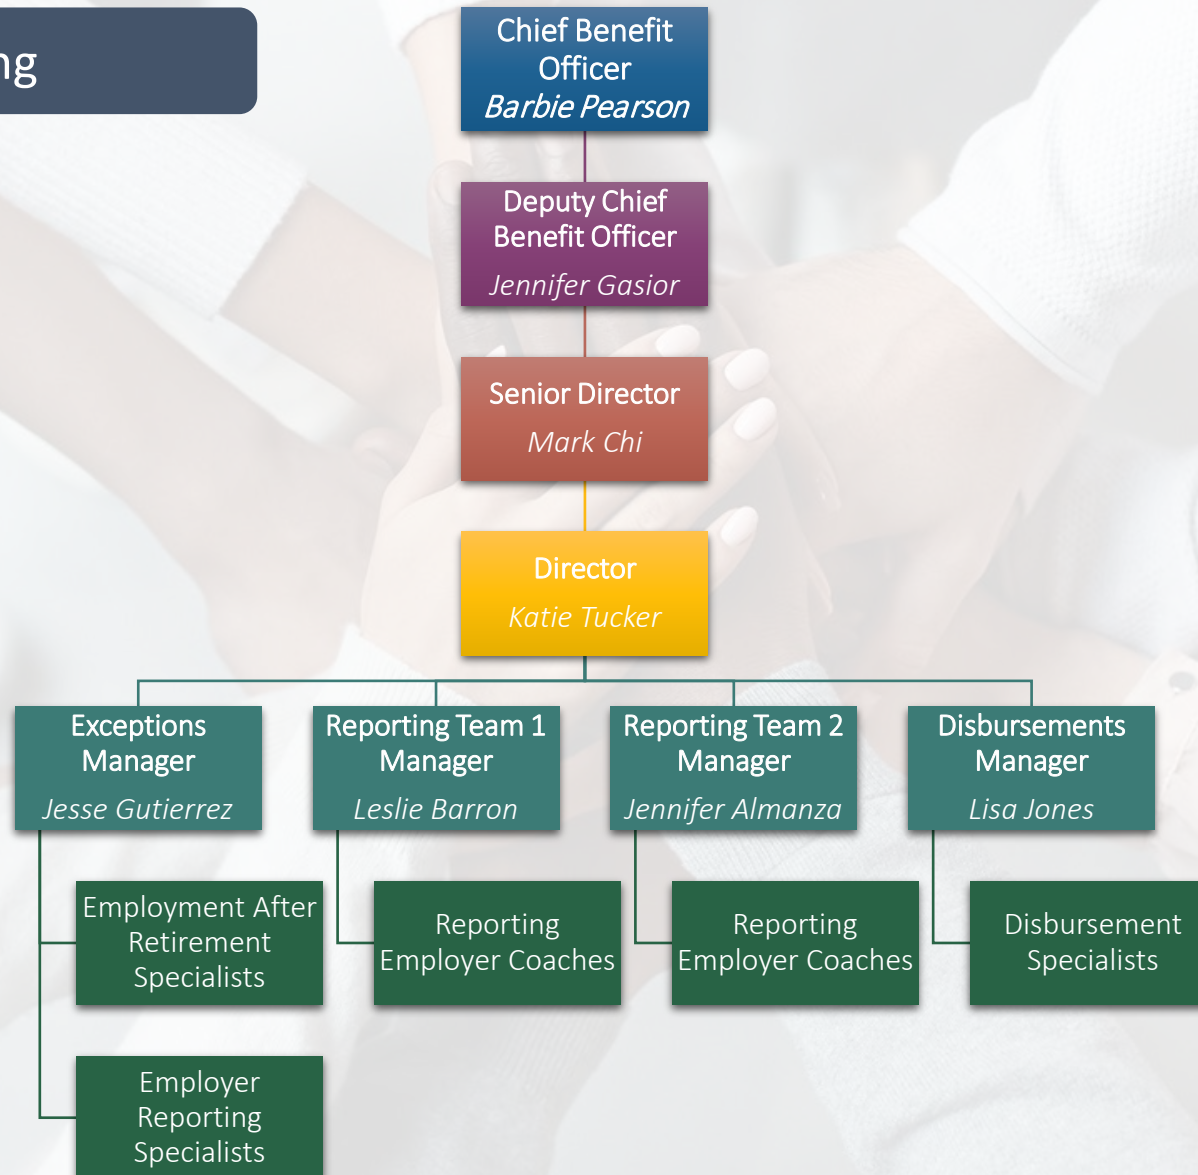 Chief Benefit
Officer
Barbie Pearson
Deputy Chief
Benefit Officer
Jennifer Gasior
Senior Director
Mark Chi
Director
Katie Tucker
Exceptions
Manager
Jesse Gutierrez
Reporting Team 1
Manager
Leslie Barron
Reporting Team 2
Manager
Jennifer Almanza
Disbursements
Manager
Lisa Jones
Employment After
Retirement
Specialists
Reporting
Employer Coaches
Reporting
Employer Coaches
Disbursement
Specialists
Employer
Reporting
Specialists